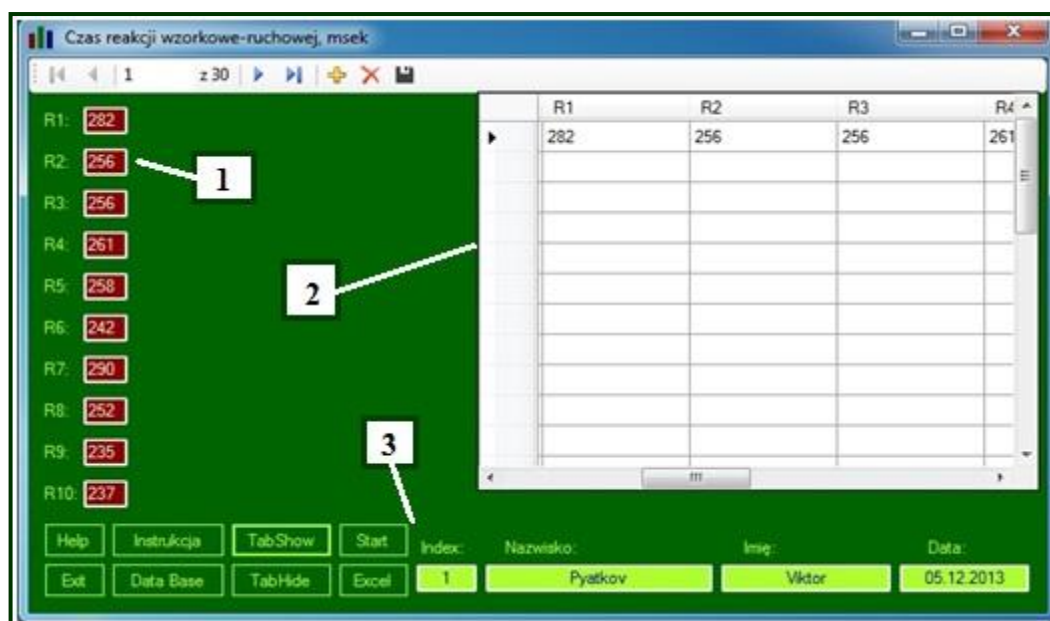 Czas reakcji wzorkowe-ruchowej, msek
1 z 30
R1 R2 R3 R4
282 256 256 261
R1: 282
R2: 256
1
R3: 256
R4: 261
R5: 258
2
R6: 242
R7: 290
R8: 252
3
R9: 235
R10: 237
Help Instrukcja TabShow Start
Exit Data Base TabHide Excel
Index: Nazwisko: Imię: Data:
1 Pyatkov Viktor 05.12.2013